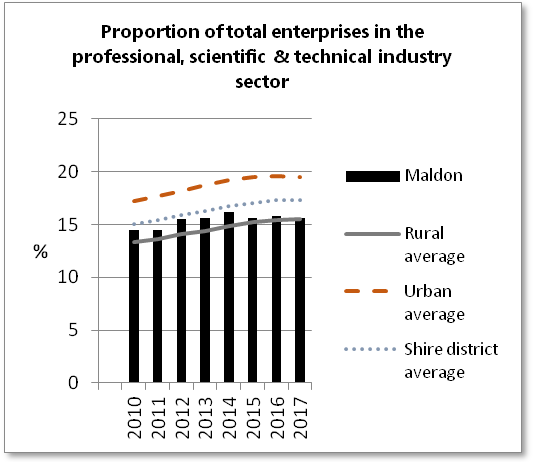 Proportion of total enterprises in the
professional, scientific & technical industry
sector
25
20
15
10
5
0
%
2010
2011
2012
2013
2014
2015
2016
2017
Maldon
Rural
average
Urban
average
Shire district
average